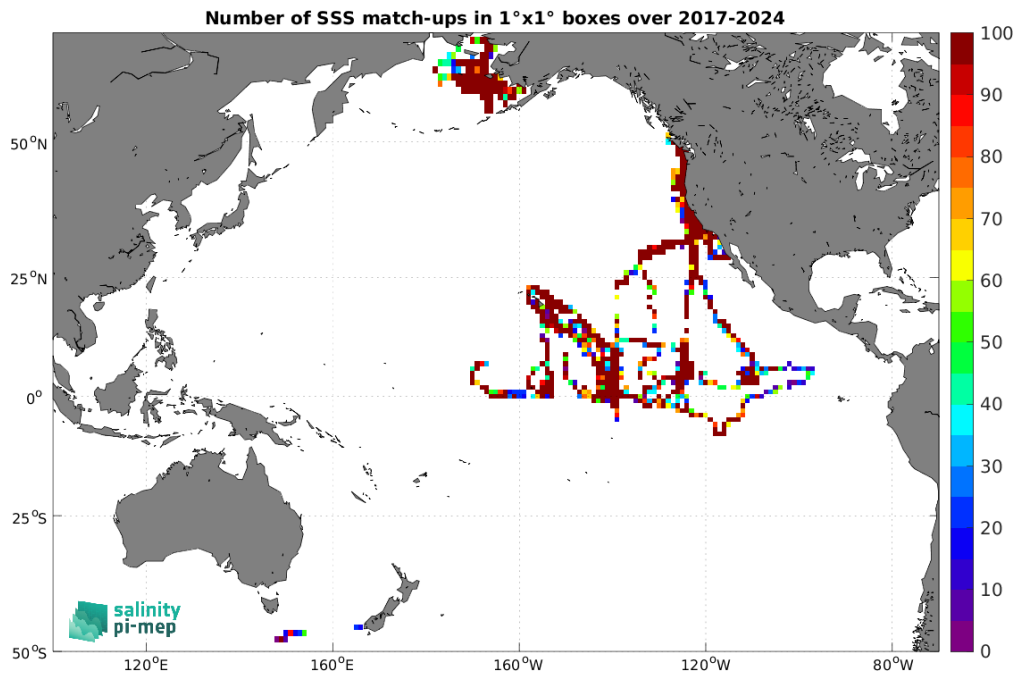 Number of SSS match-ups in 1°x1° boxes over 2017-2024
50°N
25°N
0°
25°S
50°S
120°E
160°E
160°W
120°W
80°W
100
90
80
70
60
50
40
30
20
10
0
salinity
pi-mep